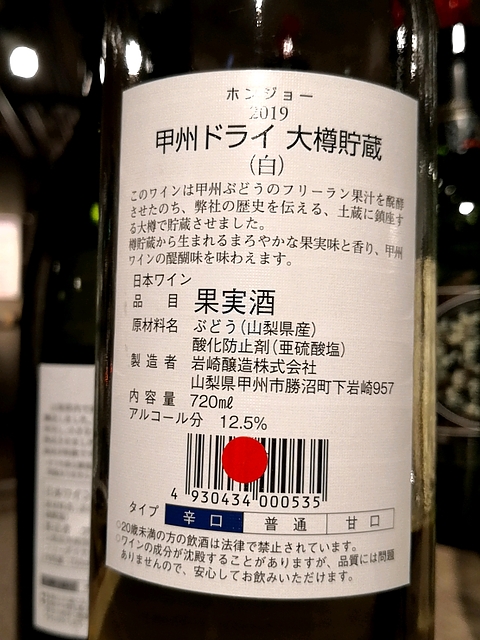 ホンジョー
2019
甲州ドライ 大樽貯蔵
(白)
このワインは甲州ぶどうのフリーラン果汁を醗酵
させたのち、弊社の歴史を伝える、土蔵に鎮座す
る大樽で貯蔵させました。
樽貯蔵から生まれるまろやかな果実味と香り、甲州
ワインの醍醐味を味わえます。
日本ワイン
品目 果実酒
原材料名 ぶどう(山梨県産)
酸化防止剤(亜硫酸塩)
製造者 岩崎醸造株式会社
山梨県甲州市勝沼町下岩崎957
内容量 720mℓ
アルコール分 12.5%
4 930434 000535
タイプ 辛口 普通 甘口
○20歳未満の方の飲酒は法律で禁止されています。
○ワインの成分が沈殿することがありますが、品質には問題
ありませんので、安心してお飲みいただけます。